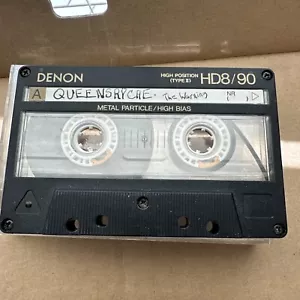 DENON
HIGH POSITION
(TYPE II)
HD8/90
A
QUEENSRYCHE. The Warning
METAL PARTICLE/HIGH BIAS